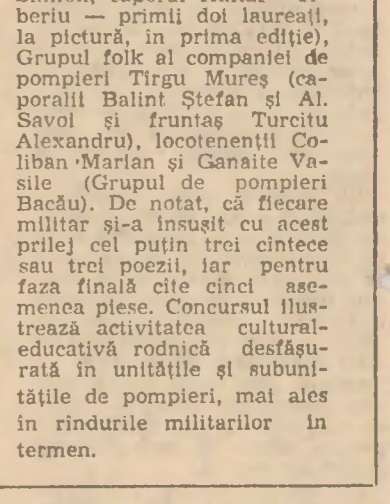 beriu — primii doi laureați,
la pictură, în prima ediție),
Grupul folk al companiei de
pompieri Tîrgu Mureș (ca-
poralii Balint Ștefan și Al.
Savoi și fruntaș Turcitu
Alexandru), locotenenții Co-
liban Marian și Ganaite Va-
sile (Grupul de pompieri
Bacău). De notat, că fiecare
militar și-a însușit cu acest
prilej cel puțin trei cîntece
sau trei poezii, iar pentru
faza finală cîte cinci ase-
menea piese. Concursul ilus-
trează activitatea cultural-
educativă rodnică desfășu-
rată în unitățile și subuni-
tățile de pompieri, mai ales
în rîndurile militarilor în
termen.